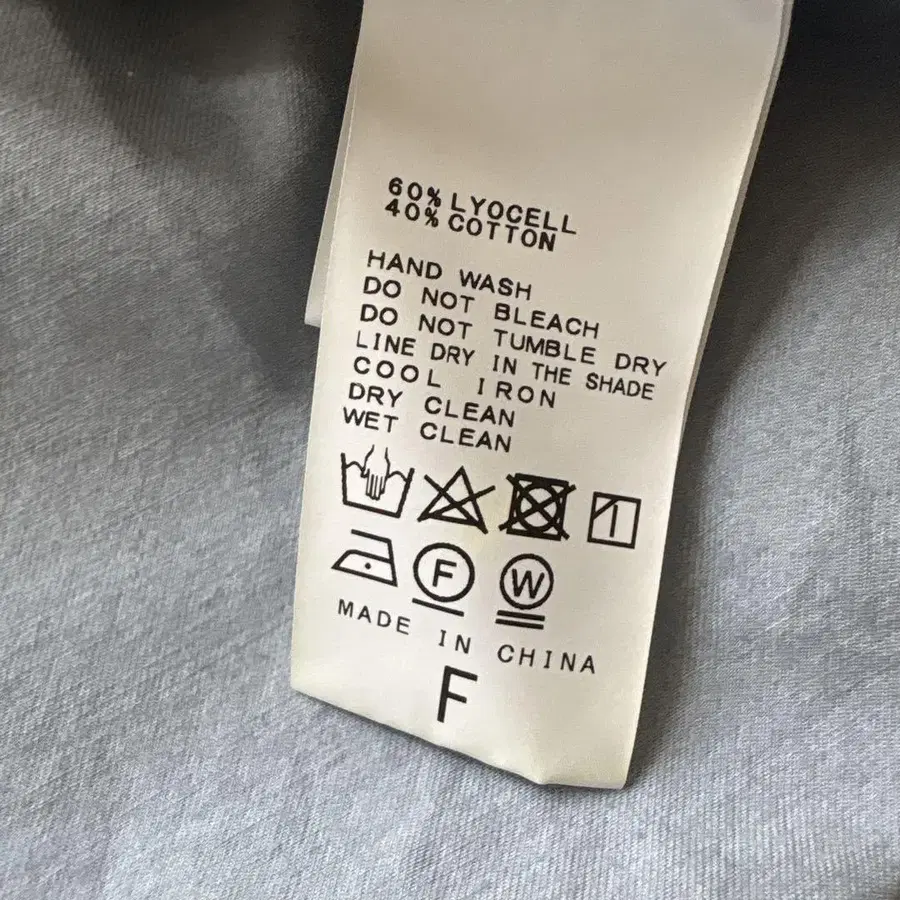 60% LYOCELL
40% COTTON
HAND WASH
DO NOT BLEACH
DO NOT TUMBLE DRY
LINE DRY IN THE SHADE
COOL IRON
DRY CLEAN
WET CLEAN
F W
MADE IN CHINA
F